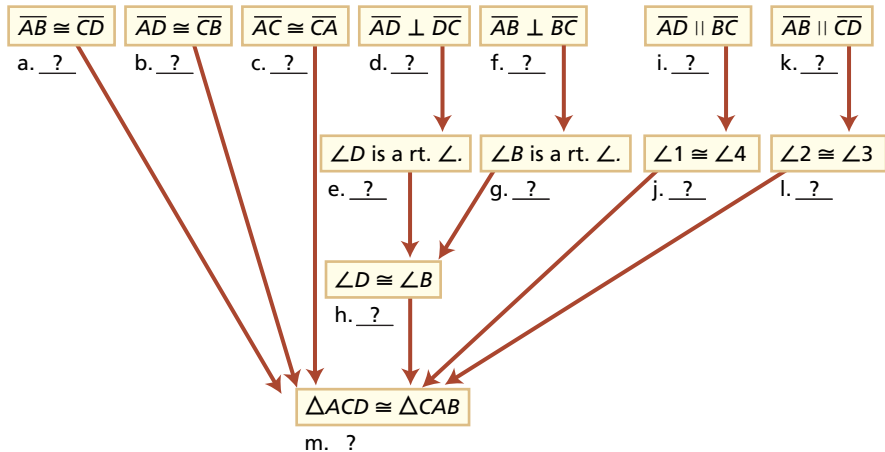 AB ≅ CD AD ≅ CB AC ≅ CA AD ⊥ DC AB ⊥ BC AD || BC AB || CD
a. ? b. ? c. ? d. ? f. ? i. ? k. ?
∠D is a rt. ∠. ∠B is a rt. ∠. ∠1 ≅ ∠4 ∠2 ≅ ∠3
e. ? g. ? j. ? l. ?
∠D ≅ ∠B
h. ?
△ACD ≅ △CAB
m. ?